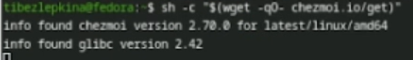 tibezlepkina@fedora:~$ sh -c "$(wget -qO- chezmoi.io/get)"
info found chezmoi version 2.70.0 for latest/linux/amd64
info found glibc version 2.42